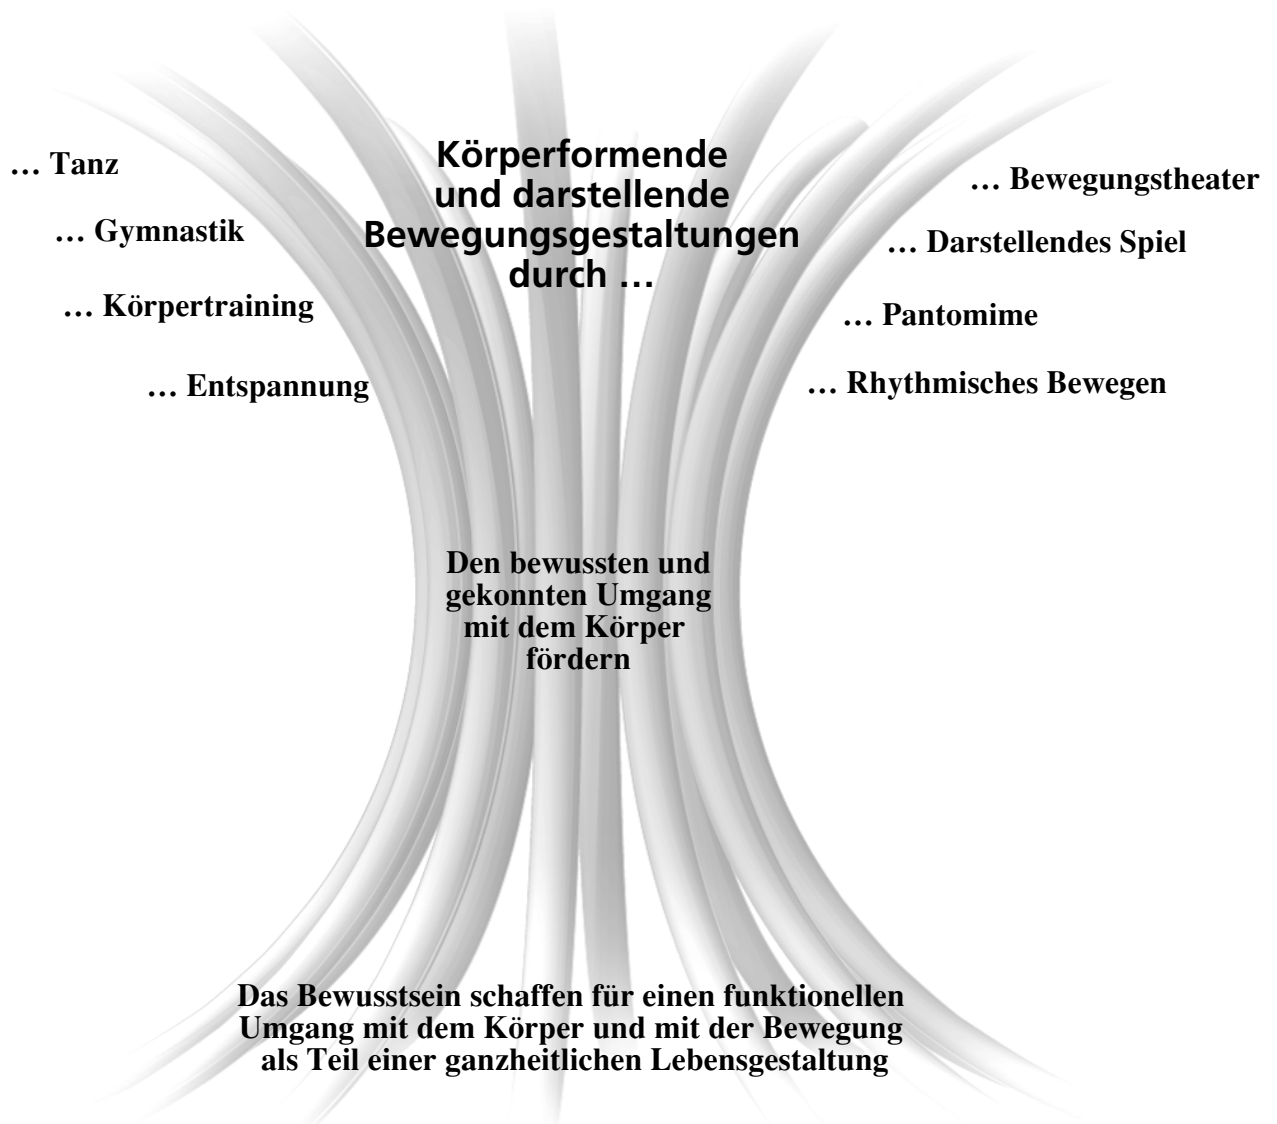 Körperformende
und darstellende
Bewegungsgestaltungen
durch …
… Tanz
… Gymnastik
… Körpertraining
… Entspannung
… Bewegungstheater
… Darstellendes Spiel
… Pantomime
… Rhythmisches Bewegen
Den bewussten und
gekonnten Umgang
mit dem Körper
fördern
Das Bewusstsein schaffen für einen funktionellen
Umgang mit dem Körper und mit der Bewegung
als Teil einer ganzheitlichen Lebensgestaltung